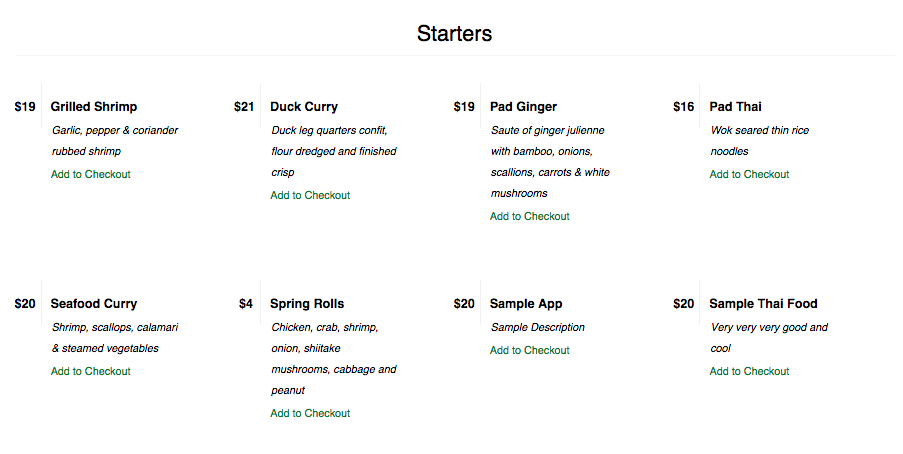 Starters
$19 Grilled Shrimp
Garlic, pepper & coriander
rubbed shrimp
Add to Checkout
$21 Duck Curry
Duck leg quarters confit,
flour dredged and finished
crisp
Add to Checkout
$19 Pad Ginger
Saute of ginger julienne
with bamboo, onions,
scallions, carrots & white
mushrooms
Add to Checkout
$16 Pad Thai
Wok seared thin rice
noodles
Add to Checkout
$20 Seafood Curry
Shrimp, scallops, calamari
& steamed vegetables
Add to Checkout
$4 Spring Rolls
Chicken, crab, shrimp,
onion, shiitake
mushrooms, cabbage and
peanut
Add to Checkout
$20 Sample App
Sample Description
Add to Checkout
$20 Sample Thai Food
Very very very good and
cool
Add to Checkout